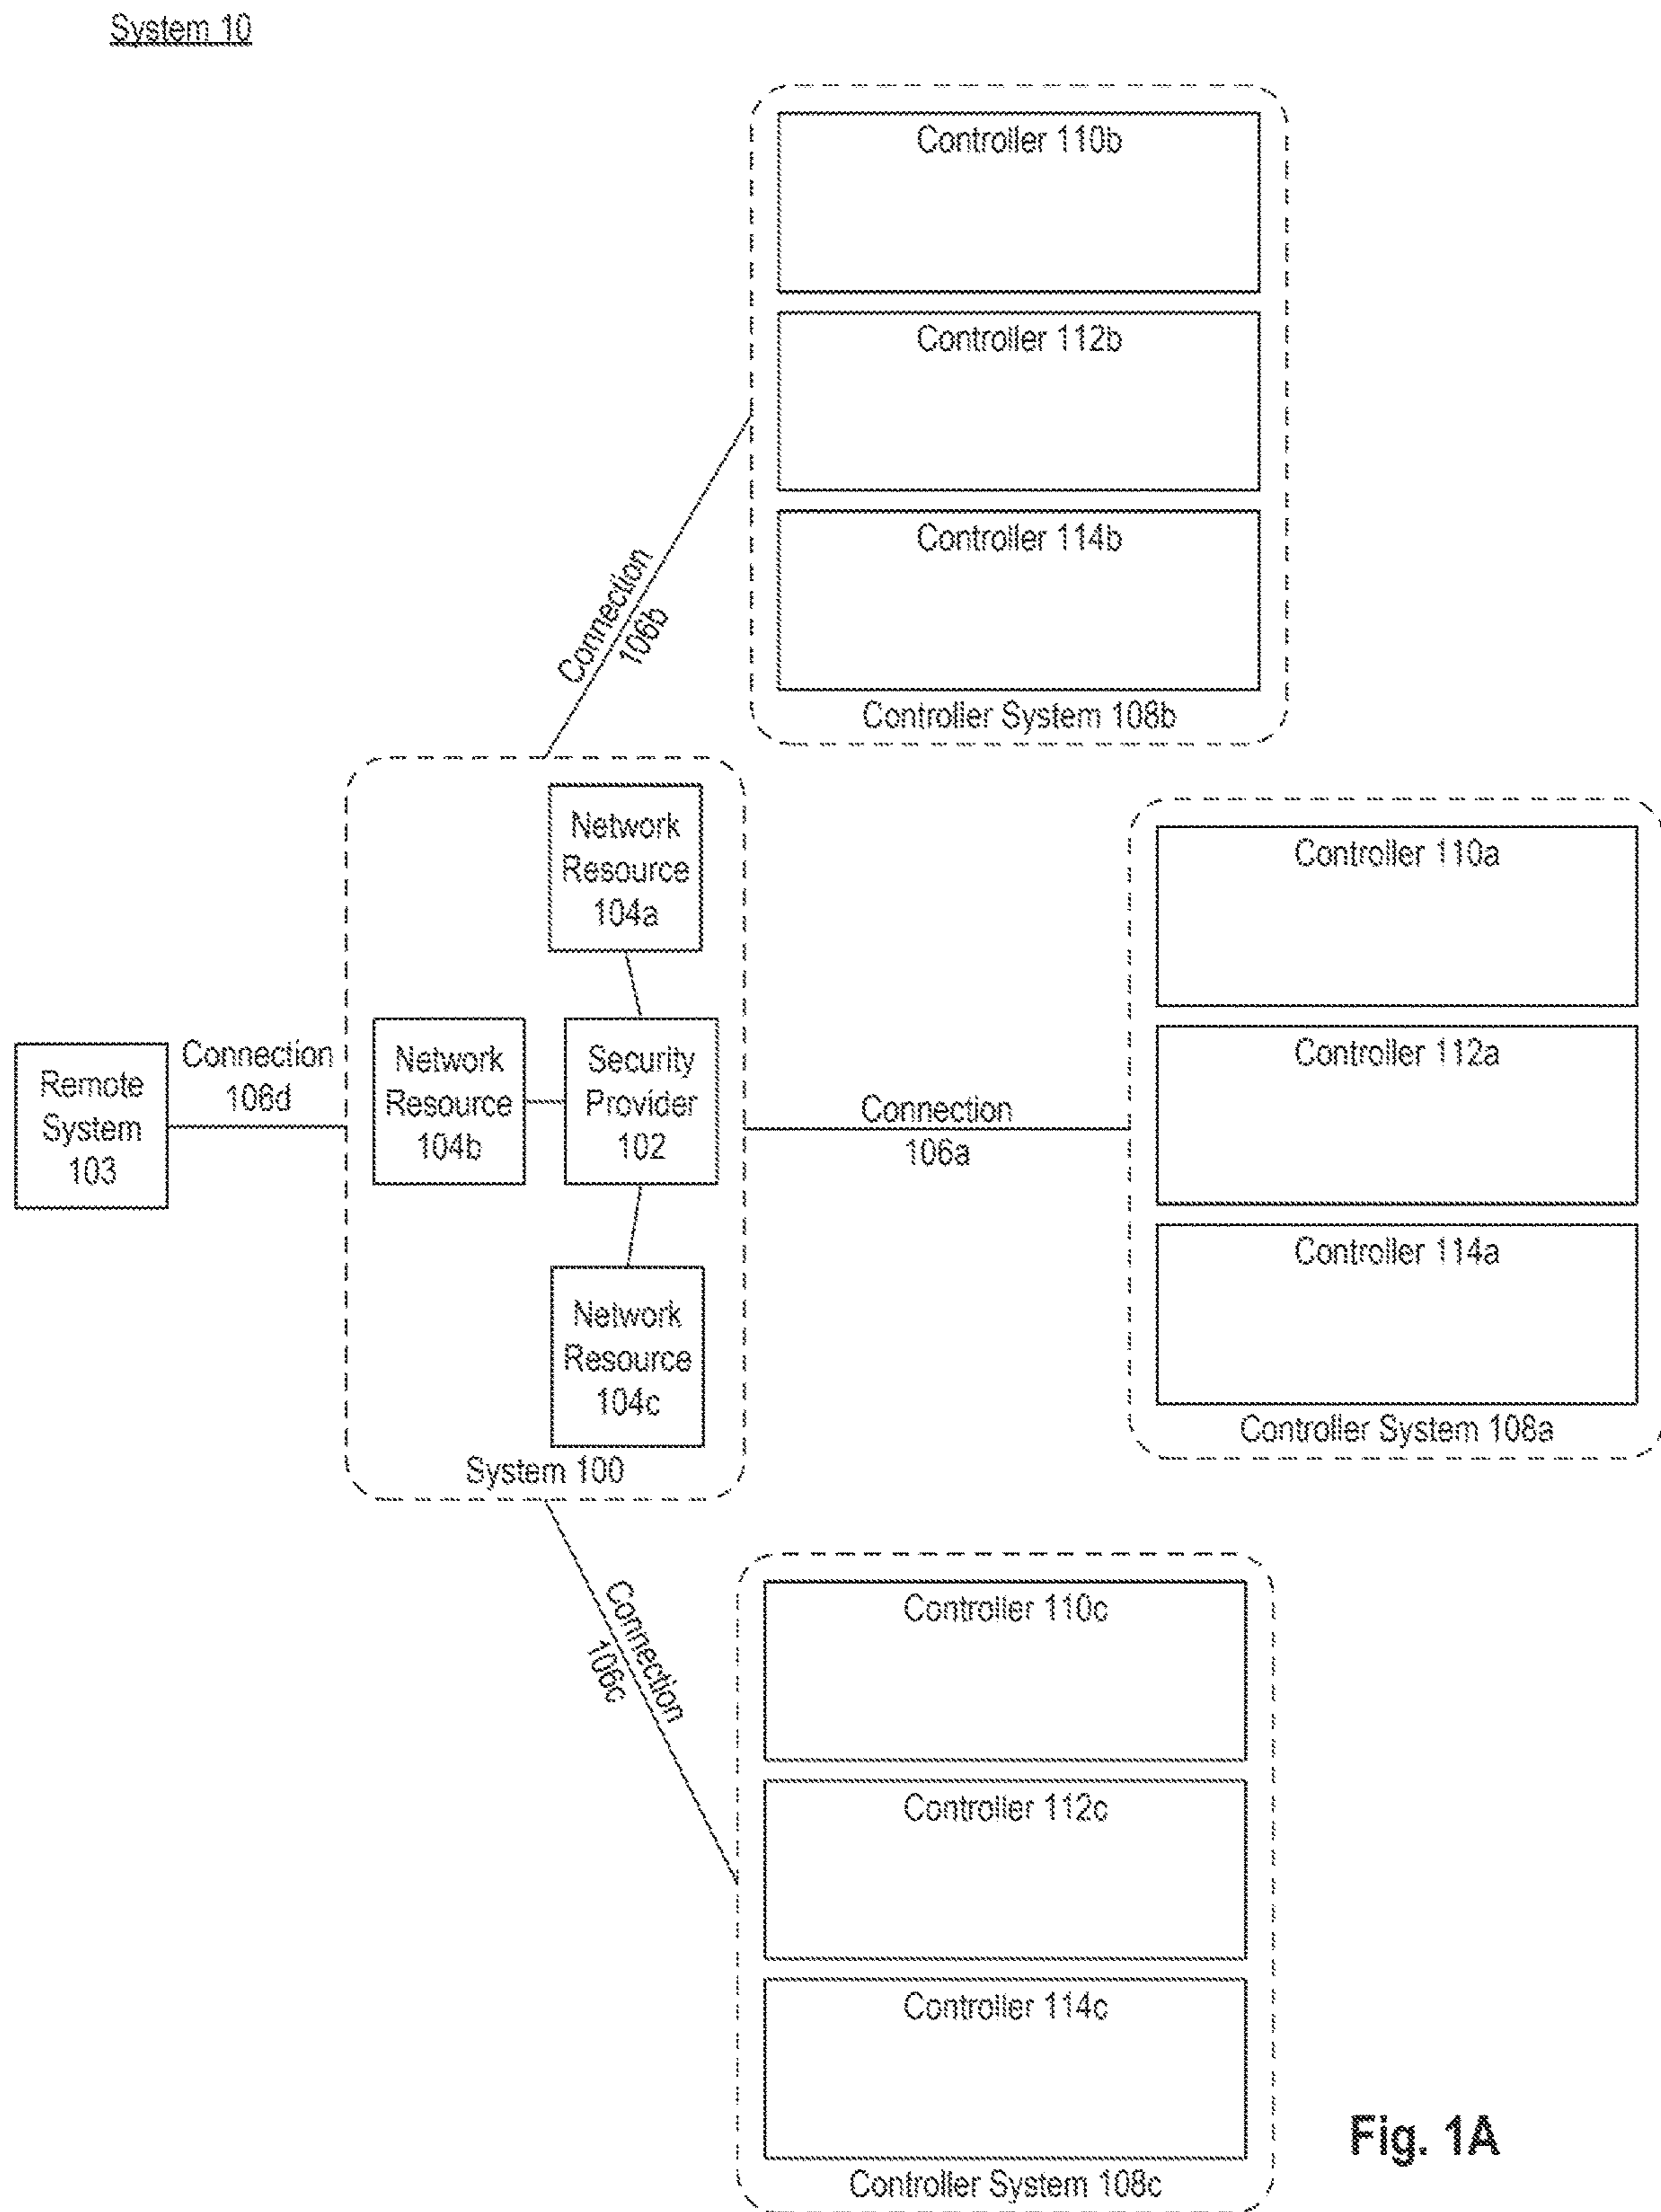 System 10
Controller 110b
Controller 112b
Controller 114b
Controller System 108b
Connection
106b
Network
Resource
104a
Network
Resource
104b
Security
Provider
102
Network
Resource
104c
System 100
Remote
System
103
Connection
106d
Connection
106a
Controller 110a
Controller 112a
Controller 114a
Controller System 108a
Connection
106c
Controller 110c
Controller 112c
Controller 114c
Controller System 108c
Fig. 1A